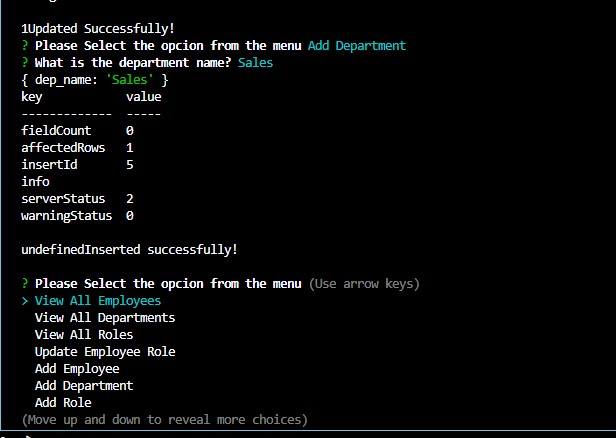 1Updated Successfully!
? Please Select the opcion from the menu Add Department
? What is the department name? Sales
{ dep_name: 'Sales' }
key            value
-------------  -----
fieldCount     0
affectedRows   1
insertId       5
info
serverStatus   2
warningStatus  0
undefinedInserted successfully!
? Please Select the opcion from the menu (Use arrow keys)
> View All Employees
View All Departments
View All Roles
Update Employee Role
Add Employee
Add Department
Add Role
(Move up and down to reveal more choices)